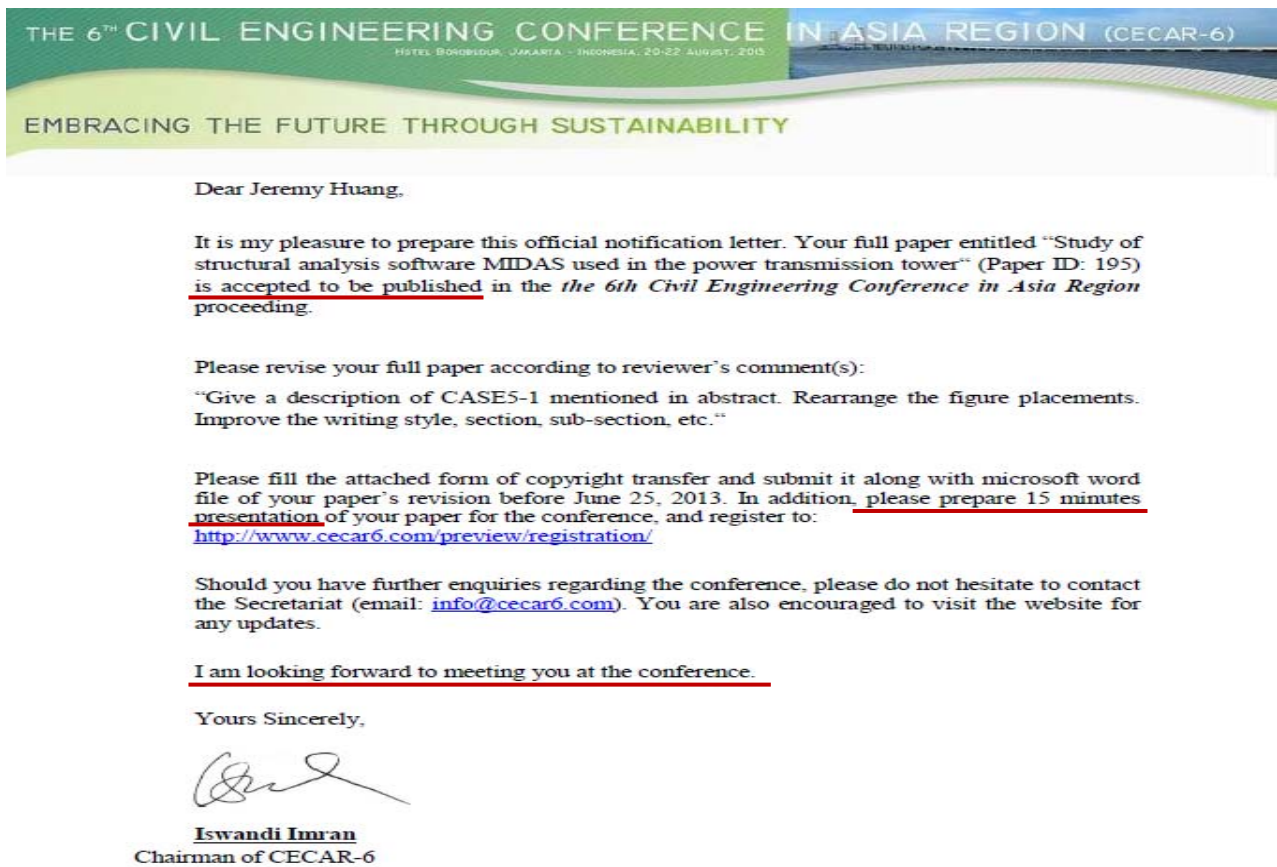 THE 6TH CIVIL ENGINEERING CONFERENCE IN ASIA REGION (CECAR-6)
HOTEL BOROBUDUR, JAKARTA - INDONESIA, 20-22 AUGUST, 2013
EMBRACING THE FUTURE THROUGH SUSTAINABILITY
Dear Jeremy Huang,
It is my pleasure to prepare this official notification letter. Your full paper entitled “Study of
structural analysis software MIDAS used in the power transmission tower“ (Paper ID: 195)
is accepted to be published in the the 6th Civil Engineering Conference in Asia Region
proceeding.
Please revise your full paper according to reviewer’s comment(s):
“Give a description of CASE5-1 mentioned in abstract. Rearrange the figure placements.
Improve the writing style, section, sub-section, etc.“
Please fill the attached form of copyright transfer and submit it along with microsoft word
file of your paper’s revision before June 25, 2013. In addition, please prepare 15 minutes
presentation of your paper for the conference, and register to:
http://www.cecar6.com/preview/registration/
Should you have further enquiries regarding the conference, please do not hesitate to contact
the Secretariat (email: info@cecar6.com). You are also encouraged to visit the website for
any updates.
I am looking forward to meeting you at the conference.
Yours Sincerely,
Iswandi Imran
Chairman of CECAR-6